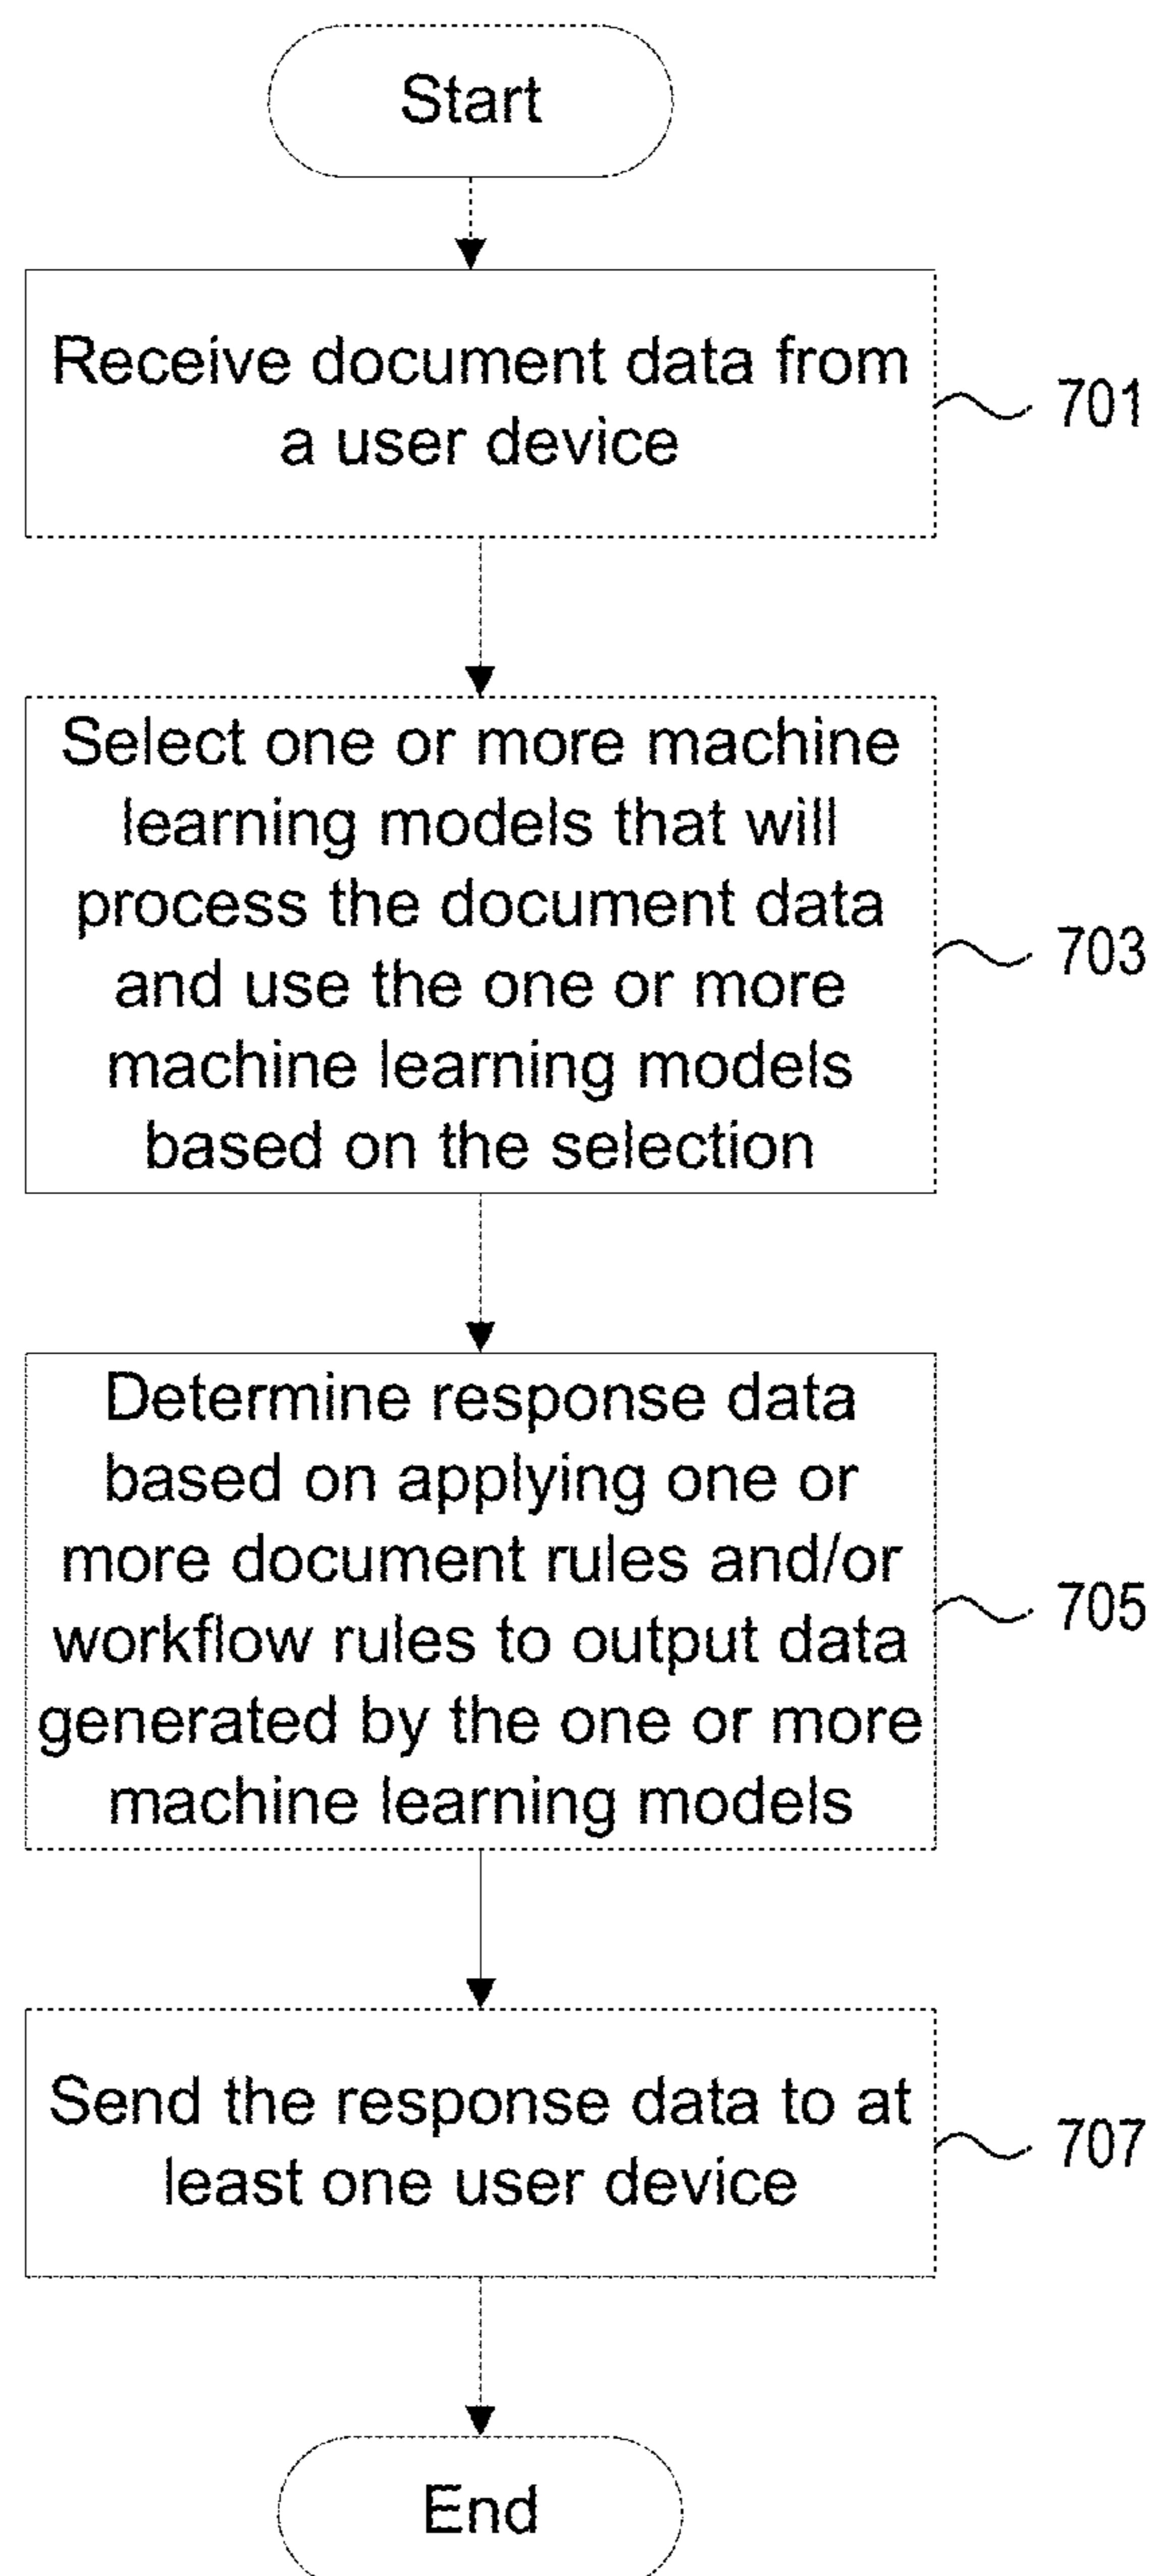 Start
Receive document data from
a user device
701
Select one or more machine
learning models that will
process the document data
and use the one or more
machine learning models
based on the selection
703
Determine response data
based on applying one or
more document rules and/or
workflow rules to output data
generated by the one or more
machine learning models
705
Send the response data to at
least one user device
707
End